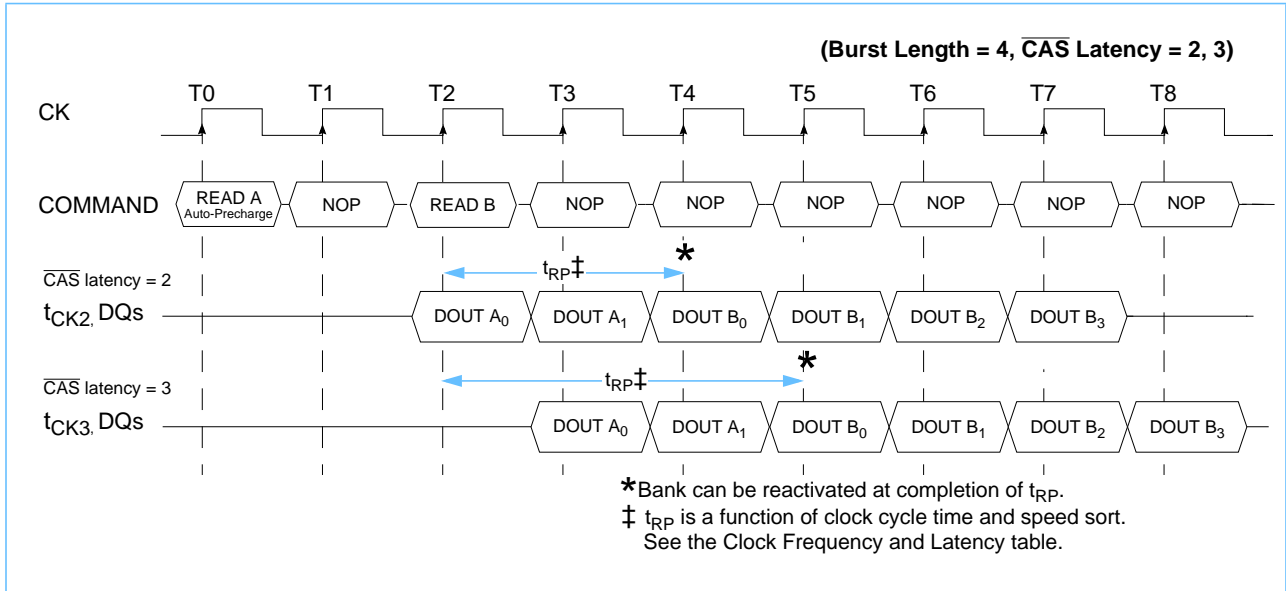 (Burst Length = 4, CAS Latency = 2, 3)
T0 T1 T2 T3 T4 T5 T6 T7 T8
CK
COMMAND
READ A
Auto-Precharge
NOP
READ B
NOP
NOP
NOP
NOP
NOP
NOP
*
tRP‡
CAS latency = 2
tCK2, DQs
DOUT A0 DOUT A1 DOUT B0 DOUT B1 DOUT B2 DOUT B3
*
tRP‡
CAS latency = 3
tCK3, DQs
DOUT A0 DOUT A1 DOUT B0 DOUT B1 DOUT B2 DOUT B3
*Bank can be reactivated at completion of tRP.
‡ tRP is a function of clock cycle time and speed sort.
See the Clock Frequency and Latency table.